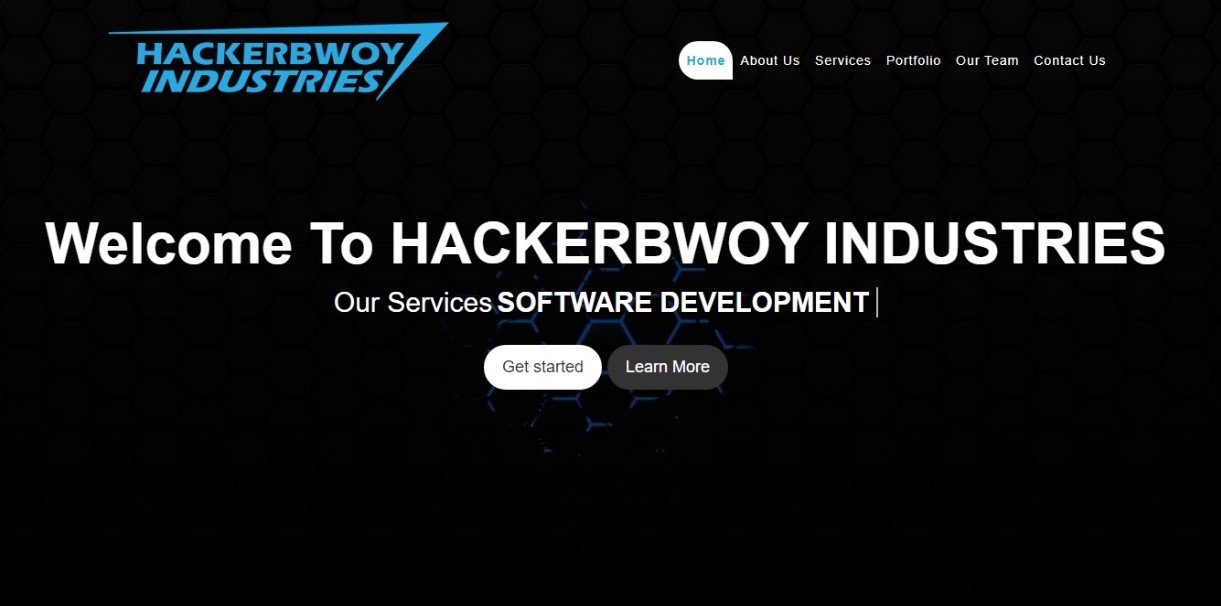 HACKERBWOY
INDUSTRIES
Home About Us Services Portfolio Our Team Contact Us
Welcome To HACKERBWOY INDUSTRIES
Our Services SOFTWARE DEVELOPMENT
Get started Learn More